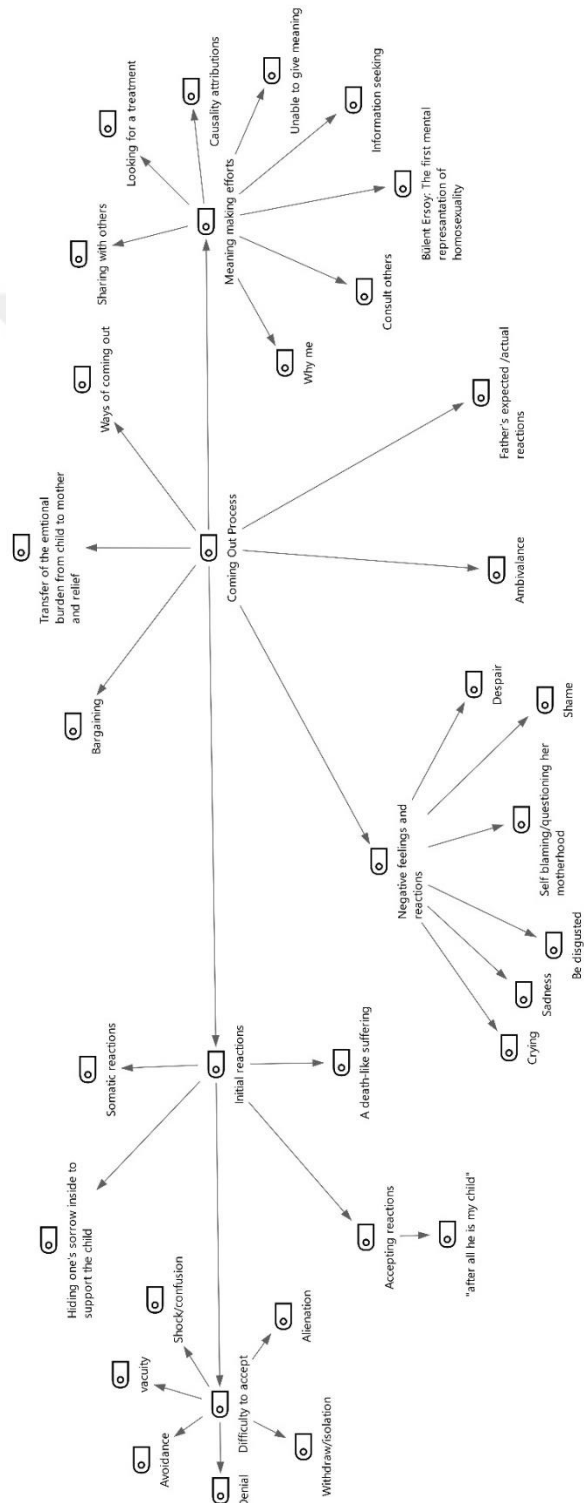 Transfer of the emtional
burden from child to mother
and relief
Ways of coming out
Sharing with others
Looking for a treatment
Causality attributions
Meaning making efforts
Unable to give meaning
Information seeking
Bülent Ersoy: The first mental
represantation of
homosexuality
Consult others
Why me
Bargaining
Coming Out Process
Father's expected /actual
reactions
Ambivalance
Negative feelings and
reactions
Despair
Shame
Self blaming/questioning her
motherhood
Be disgusted
Sadness
Crying
Somatic reactions
Hiding one's sorrow inside to
support the child
Initial reactions
A death-like suffering
Accepting reactions
"after all he is my child"
Shock/confusion
vacuity
Avoidance
Denial
Difficulty to accept
Alienation
Withdraw/isolation